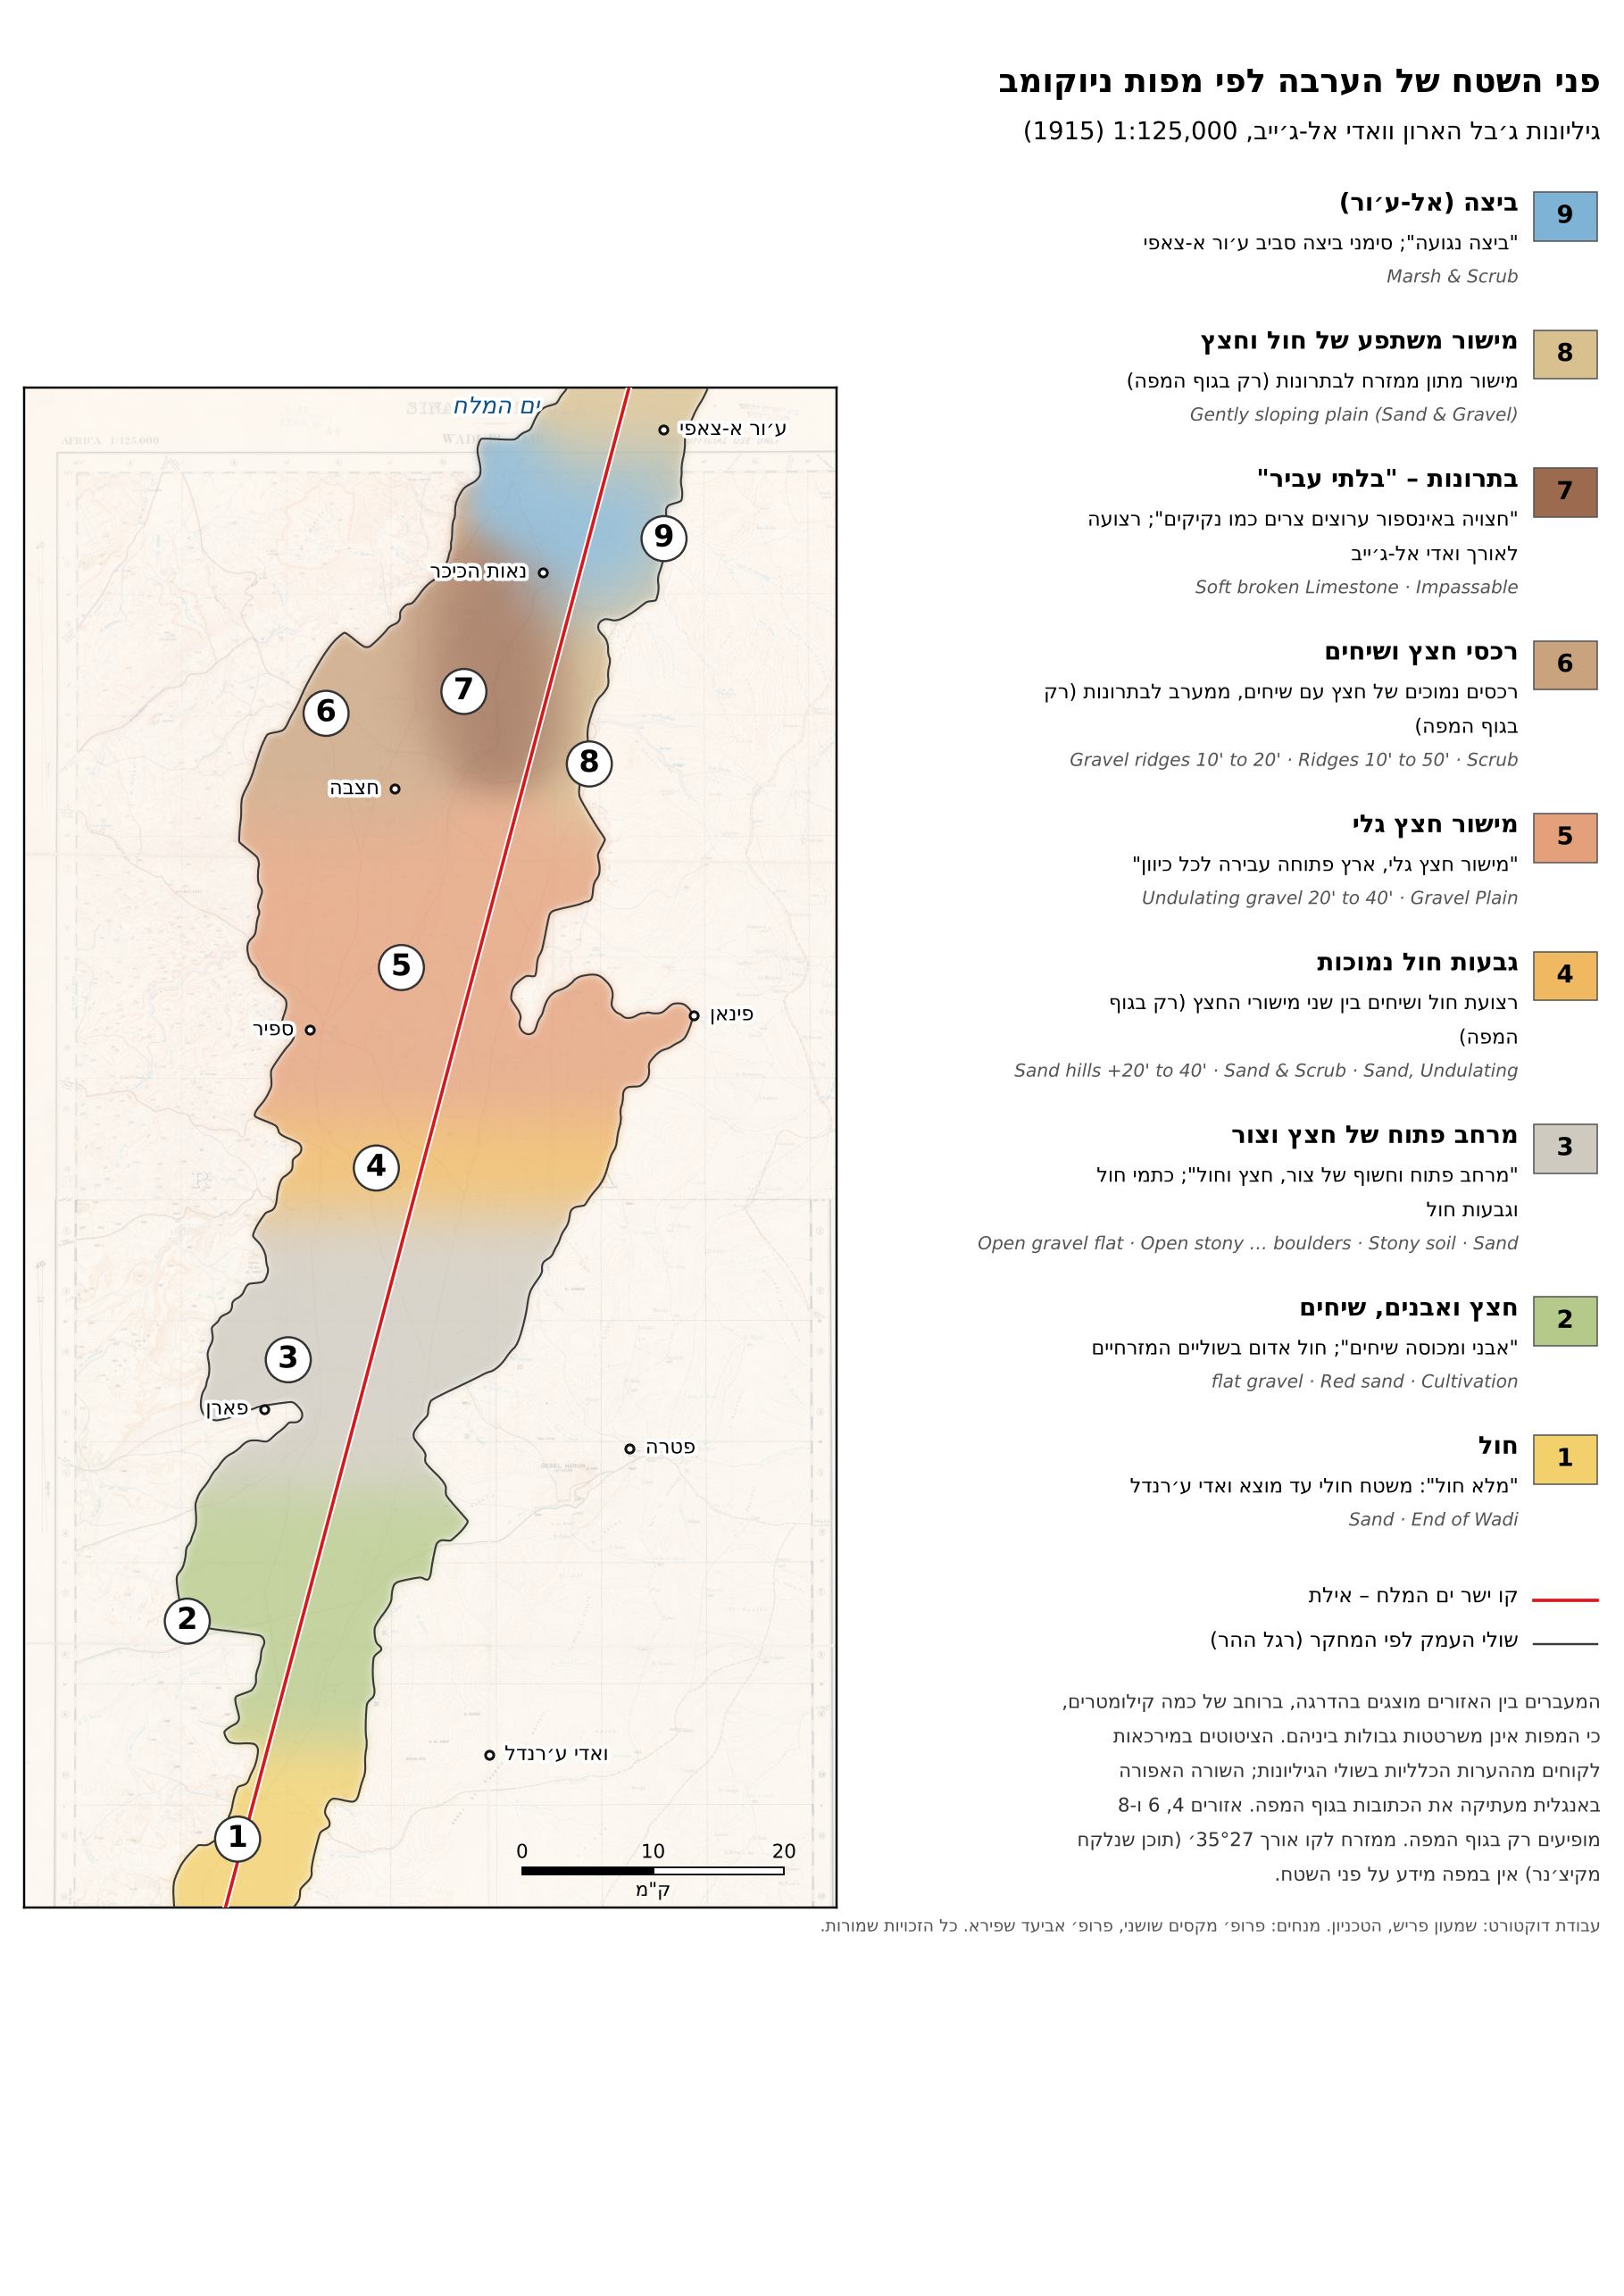 פני השטח של הערבה לפי מפות ניוקומב
גיליונות ג׳בל הארון וואדי אל-ג׳ייב, 1:125,000 (1915)
9
ביצה (אל-ע׳ור)
"ביצה נגועה"; סימני ביצה סביב ע׳ור א-צאפי
Marsh & Scrub
8
מישור משתפע של חול וחצץ
מישור מתון ממזרח לבתרונות (רק בגוף המפה)
Gently sloping plain (Sand & Gravel)
7
בתרונות – "בלתי עביר"
"חצויה באינספור ערוצים צרים כמו נקיקים"; רצועה
לאורך ואדי אל-ג׳ייב
Soft broken Limestone · Impassable
6
רכסי חצץ ושיחים
רכסים נמוכים של חצץ עם שיחים, ממערב לבתרונות (רק
בגוף המפה)
Gravel ridges 10' to 20' · Ridges 10' to 50' · Scrub
5
מישור חצץ גלי
"מישור חצץ גלי, ארץ פתוחה עבירה לכל כיוון"
Undulating gravel 20' to 40' · Gravel Plain
4
גבעות חול נמוכות
רצועת חול ושיחים בין שני מישורי החצץ (רק בגוף
המפה)
Sand hills +20' to 40' · Sand & Scrub · Sand, Undulating
3
מרחב פתוח של חצץ וצור
"מרחב פתוח וחשוף של צור, חצץ וחול"; כתמי חול
וגבעות חול
Open gravel flat · Open stony ... boulders · Stony soil · Sand
2
חצץ ואבנים, שיחים
"אבני ומכוסה שיחים"; חול אדום בשוליים המזרחיים
flat gravel · Red sand · Cultivation
1
חול
"מלא חול": משטח חולי עד מוצא ואדי ע׳רנדל
Sand · End of Wadi
קו ישר ים המלח – אילת
שולי העמק לפי המחקר (רגל ההר)
המעברים בין האזורים מוצגים בהדרגה, ברוחב של כמה קילומטרים,
כי המפות אינן משרטטות גבולות ביניהם. הציטוטים במירכאות
לקוחים מההערות הכלליות בשולי הגיליונות; השורה האפורה
באנגלית מעתיקה את הכתובות בגוף המפה. אזורים 4, 6 ו-8
מופיעים רק בגוף המפה. ממזרח לקו אורך 35°27׳ (תוכן שנלקח
מקיצ׳נר) אין במפה מידע על פני השטח.
ים המלח
ע׳ור א-צאפי
9
נאות הכיכר
7
6
8
חצבה
5
פינאן
ספיר
4
3
פארן
פטרה
2
ואדי ע׳רנדל
1
0 10 20
ק"מ
AFRICA 1:125,000
עבודת דוקטורט: שמעון פריש, הטכניון. מנחים: פרופ׳ מקסים שושני, פרופ׳ אביעד שפירא. כל הזכויות שמורות.